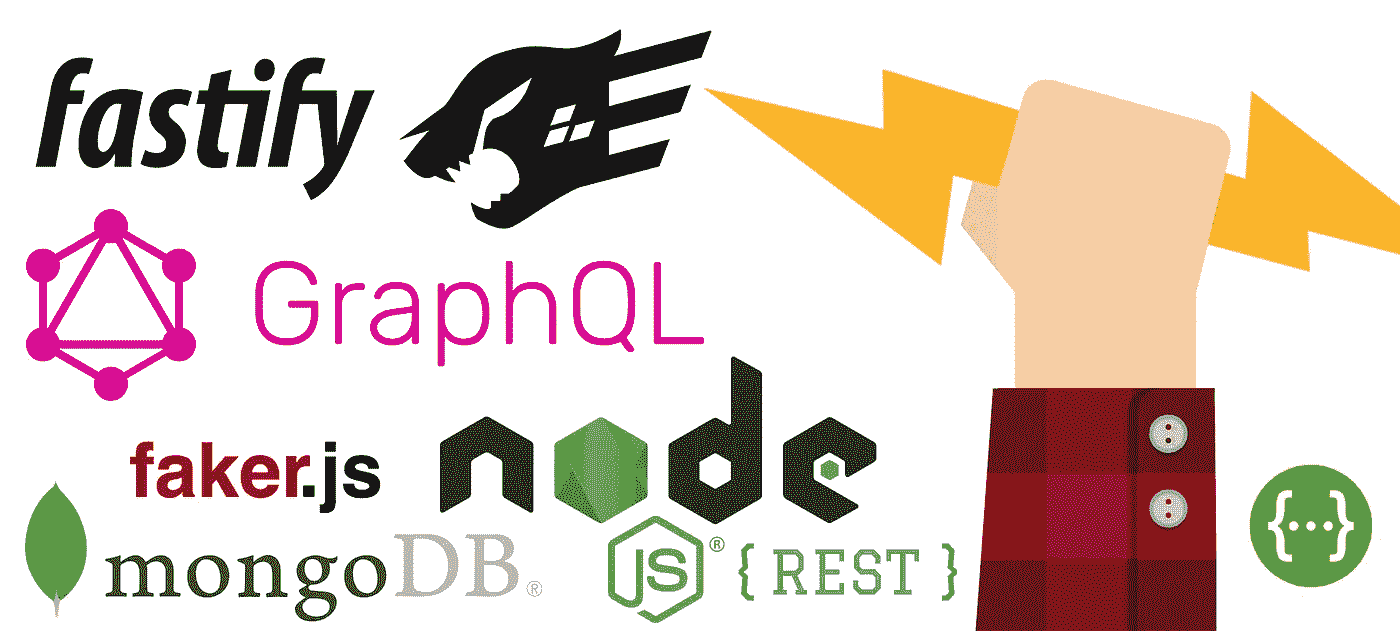 fastify
GraphQL
node
faker.js
mongoDB®
JS® { REST }
{...}